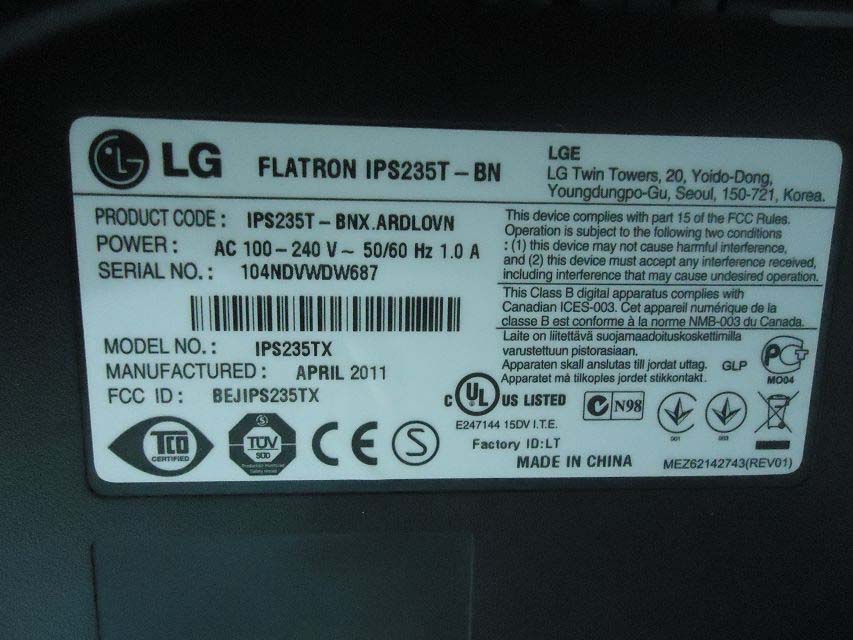 LG FLATRON IPS235T-BN
LGE
LG Twin Towers, 20, Yoido-Dong,
Youngdungpo-Gu, Seoul, 150-721, Korea.
PRODUCT CODE : IPS235T-BNX.ARDLOVN
POWER : AC 100-240 V~ 50/60 Hz 1.0 A
SERIAL NO. : 104NDVWDW687
This device complies with part 15 of the FCC Rules.
Operation is subject to the following two conditions
: (1) this device may not cause harmful interference,
and (2) this device must accept any interference received,
including interference that may cause undesired operation.
This Class B digital apparatus complies with
Canadian ICES-003. Cet appareil numérique de la
classe B est conforme à la norme NMB-003 du Canada.
MODEL NO. : IPS235TX
MANUFACTURED : APRIL 2011
FCC ID : BEJIPS235TX
Laite on liitettävä suojamaadoituskoskettimilla
varustettuun pistorasiaan.
Apparaten skall anslutas till jordat uttag. GLP
Apparatet må tilkoples jordet stikkontakt.
MO04
C UL US LISTED
E247144 15DV I.T.E.
N98
001
003
TCO
CERTIFIED
TÜV
SÜD
CE
S
Factory ID:LT
MADE IN CHINA
MEZ62142743(REV01)